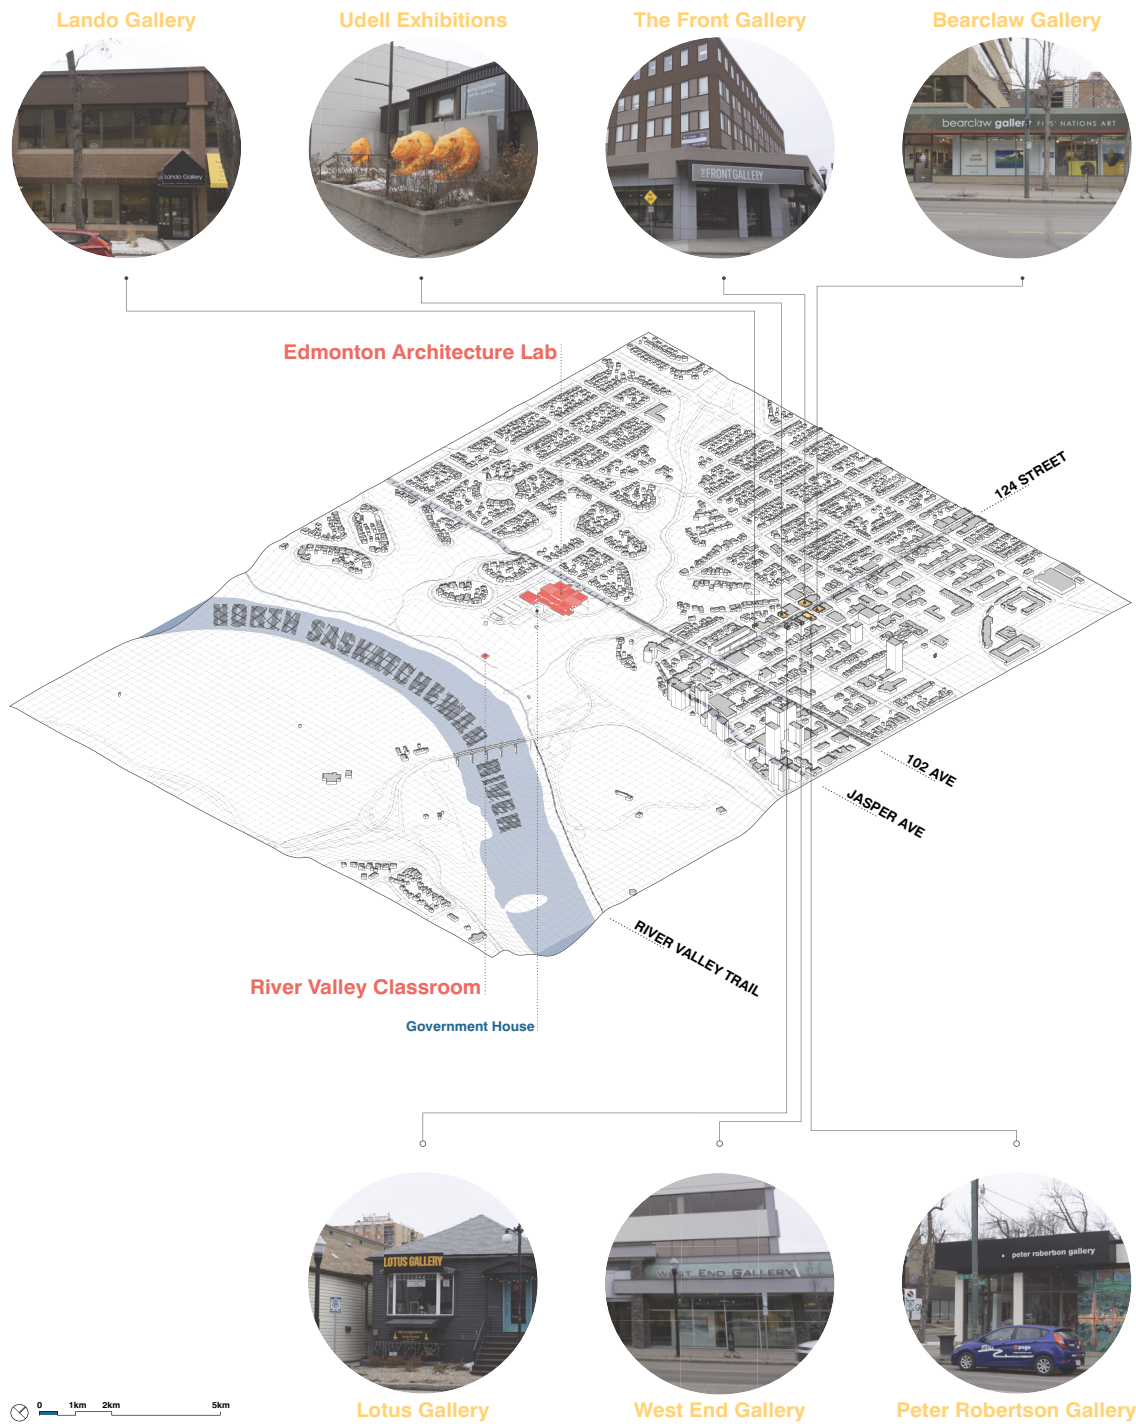 Lando Gallery
Udell Exhibitions
The Front Gallery
Bearclaw Gallery
Lando Gallery
THE FRONT GALLERY
bearclaw gallery FIRST NATIONS ART
Edmonton Architecture Lab
124 STREET
NORTH SASKATCHEWAN RIVER
102 AVE
JASPER AVE
RIVER VALLEY TRAIL
River Valley Classroom
Government House
LOTUS GALLERY
WEST END GALLERY
peter robertson gallery
pogo
0 1km 2km 5km
Lotus Gallery
West End Gallery
Peter Robertson Gallery